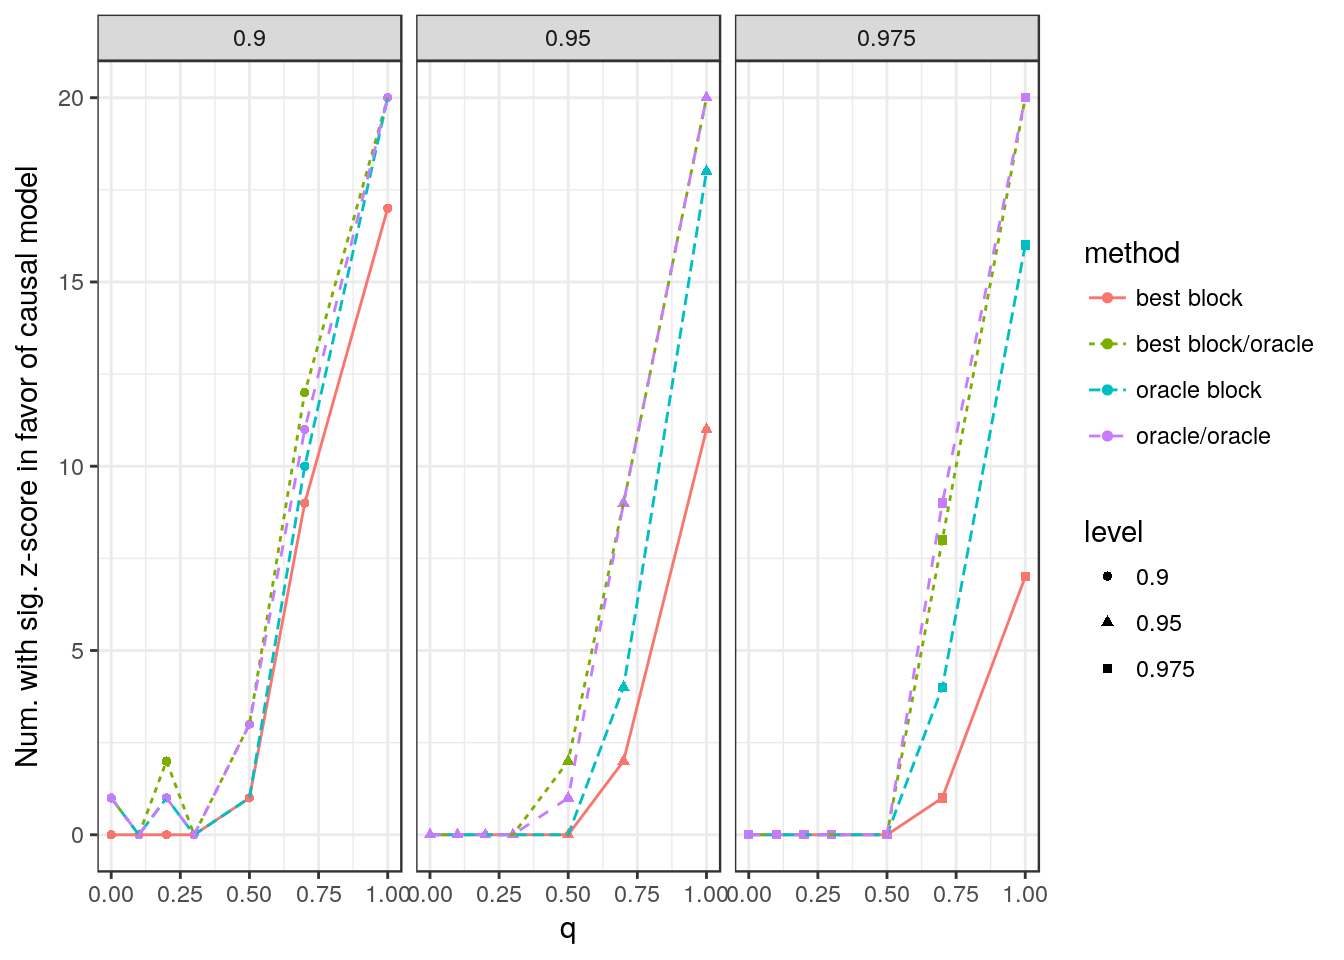 0.9 0.95 0.975
Num. with sig. z-score in favor of causal model
20
15
10
5
0
0.00 0.25 0.50 0.75 1.00 0.00 0.25 0.50 0.75 1.00 0.00 0.25 0.50 0.75 1.00
q
method
best block
best block/oracle
oracle block
oracle/oracle
level
0.9
0.95
0.975